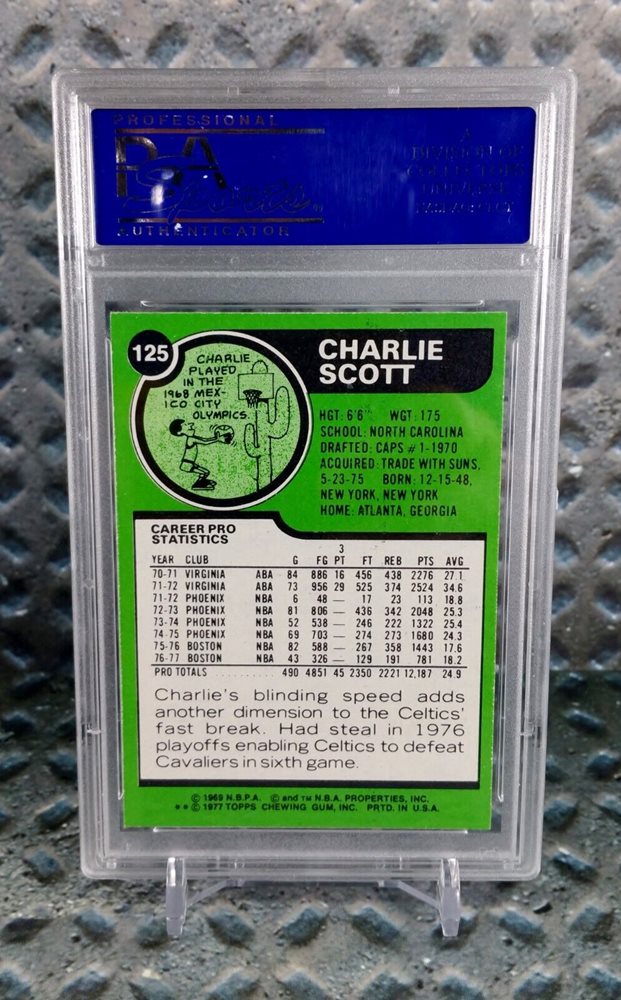 PROFESSIONAL
PSA
Sports
AUTHENTICATOR
A
DIVISION OF
COLLECTORS
UNIVERSE
125
CHARLIE
PLAYED
IN THE
1968 MEX-
ICO CITY
OLYMPICS.
CHARLIE
SCOTT
HGT: 6'6" WGT: 175
SCHOOL: NORTH CAROLINA
DRAFTED: CAPS #1-1970
ACQUIRED: TRADE WITH SUNS,
5-23-75 BORN: 12-15-48,
NEW YORK, NEW YORK
HOME: ATLANTA, GEORGIA
CAREER PRO
STATISTICS
YEAR CLUB G FG 3 PT FT REB PTS AVG
70-71 VIRGINIA ABA 84 886 16 456 438 2276 27.1
71-72 VIRGINIA ABA 73 956 29 525 374 2524 34.6
71-72 PHOENIX NBA 6 48 — 17 23 113 18.8
72-73 PHOENIX NBA 81 806 — 436 342 2048 25.3
73-74 PHOENIX NBA 52 538 — 246 222 1322 25.4
74-75 PHOENIX NBA 69 703 — 274 273 1680 24.3
75-76 BOSTON NBA 82 588 — 267 358 1443 17.6
76-77 BOSTON NBA 43 326 — 129 191 781 18.2
PRO TOTALS .......... 490 4851 45 2350 2221 12,187 24.9
Charlie's blinding speed adds
another dimension to the Celtics'
fast break. Had steal in 1976
playoffs enabling Celtics to defeat
Cavaliers in sixth game.
© 1969 N.B.P.A. © and TM N.B.A. PROPERTIES, INC.
** © 1977 TOPPS CHEWING GUM, INC. PRTD. IN U.S.A.